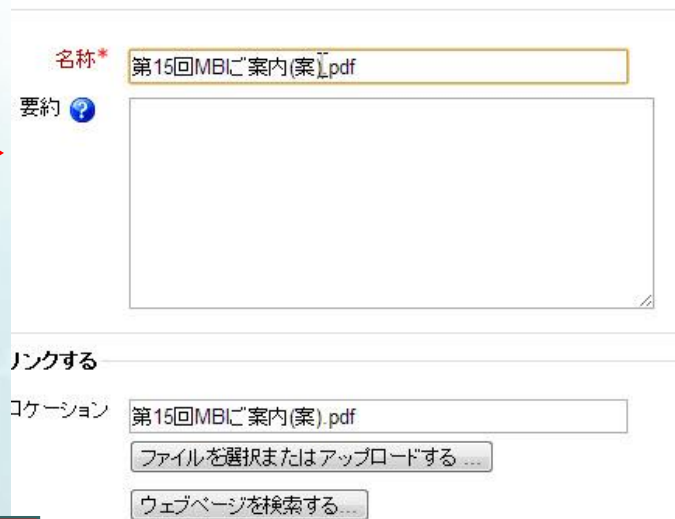 名称* 第15回MBIご案内(案).pdf
要約
リンクする
ロケーション 第15回MBIご案内(案).pdf
ファイルを選択またはアップロードする ...
ウェブページを検索する...